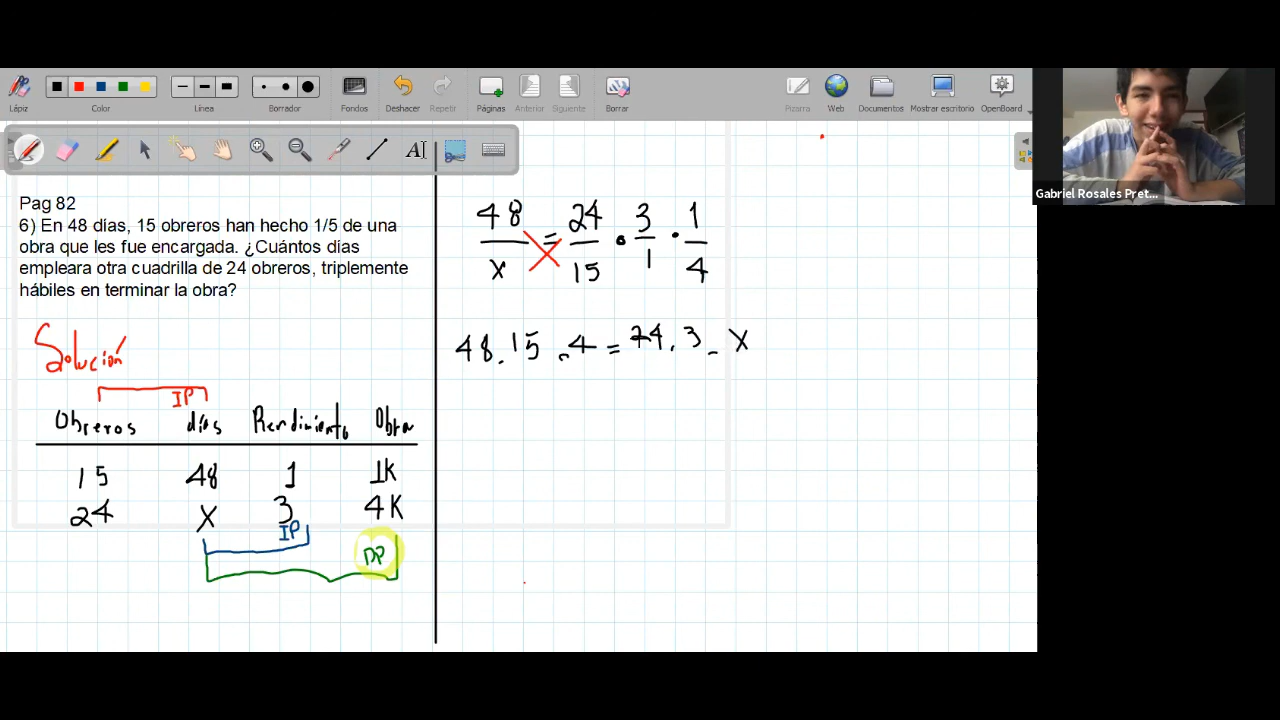 Lápiz Color Línea Borrador Fondos Deshacer Repetir Páginas Anterior Siguiente Borrar Pizarra Web Documentos Mostrar escritorio OpenBoard
Gabriel Rosales Pret...
Pag 82
6) En 48 días, 15 obreros han hecho 1/5 de una
obra que les fue encargada. ¿Cuántos días
empleara otra cuadrilla de 24 obreros, triplemente
hábiles en terminar la obra?
Solución
IP
Obreros días Rendimiento Obra
15 48 1 1K
24 X 3 4K
IP
DP
48/x = 24/15 • 3/1 • 1/4
48.15.4 = 24.3.X